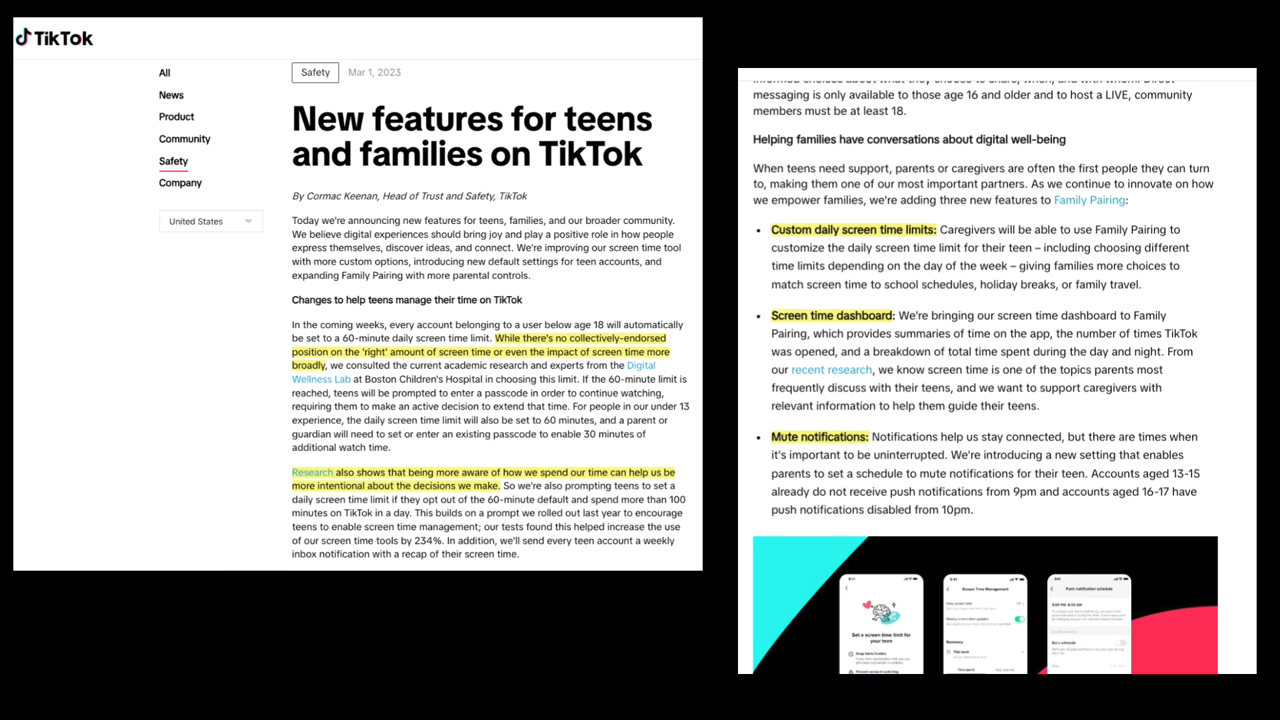 TikTok
All
News
Product
Community
Safety
Company
United States
Safety Mar 1, 2023
New features for teens
and families on TikTok
By Cormac Keenan, Head of Trust and Safety, TikTok
Today we're announcing new features for teens, families, and our broader community.
We believe digital experiences should bring joy and play a positive role in how people
express themselves, discover ideas, and connect. We're improving our screen time tool
with more custom options, introducing new default settings for teen accounts, and
expanding Family Pairing with more parental controls.
Changes to help teens manage their time on TikTok
In the coming weeks, every account belonging to a user below age 18 will automatically
be set to a 60-minute daily screen time limit. While there's no collectively-endorsed
position on the 'right' amount of screen time or even the impact of screen time more
broadly, we consulted the current academic research and experts from the Digital
Wellness Lab at Boston Children's Hospital in choosing this limit. If the 60-minute limit is
reached, teens will be prompted to enter a passcode in order to continue watching,
requiring them to make an active decision to extend that time. For people in our under 13
experience, the daily screen time limit will also be set to 60 minutes, and a parent or
guardian will need to set or enter an existing passcode to enable 30 minutes of
additional watch time.
Research also shows that being more aware of how we spend our time can help us be
more intentional about the decisions we make. So we're also prompting teens to set a
daily screen time limit if they opt out of the 60-minute default and spend more than 100
minutes on TikTok in a day. This builds on a prompt we rolled out last year to encourage
teens to enable screen time management; our tests found this helped increase the use
of our screen time tools by 234%. In addition, we'll send every teen account a weekly
inbox notification with a recap of their screen time.
informed choices about what they choose to share, when, and with whom. Direct
messaging is only available to those age 16 and older and to host a LIVE, community
members must be at least 18.
Helping families have conversations about digital well-being
When teens need support, parents or caregivers are often the first people they can turn
to, making them one of our most important partners. As we continue to innovate on how
we empower families, we're adding three new features to Family Pairing:
• Custom daily screen time limits: Caregivers will be able to use Family Pairing to
customize the daily screen time limit for their teen – including choosing different
time limits depending on the day of the week – giving families more choices to
match screen time to school schedules, holiday breaks, or family travel.
• Screen time dashboard: We're bringing our screen time dashboard to Family
Pairing, which provides summaries of time on the app, the number of times TikTok
was opened, and a breakdown of total time spent during the day and night. From
our recent research, we know screen time is one of the topics parents most
frequently discuss with their teens, and we want to support caregivers with
relevant information to help them guide their teens.
• Mute notifications: Notifications help us stay connected, but there are times when
it's important to be uninterrupted. We're introducing a new setting that enables
parents to set a schedule to mute notifications for their teen. Accounts aged 13-15
already do not receive push notifications from 9pm and accounts aged 16-17 have
push notifications disabled from 10pm.
Set a screen time limit for
your teen
Screen Time Management
Summary
Push notification schedule